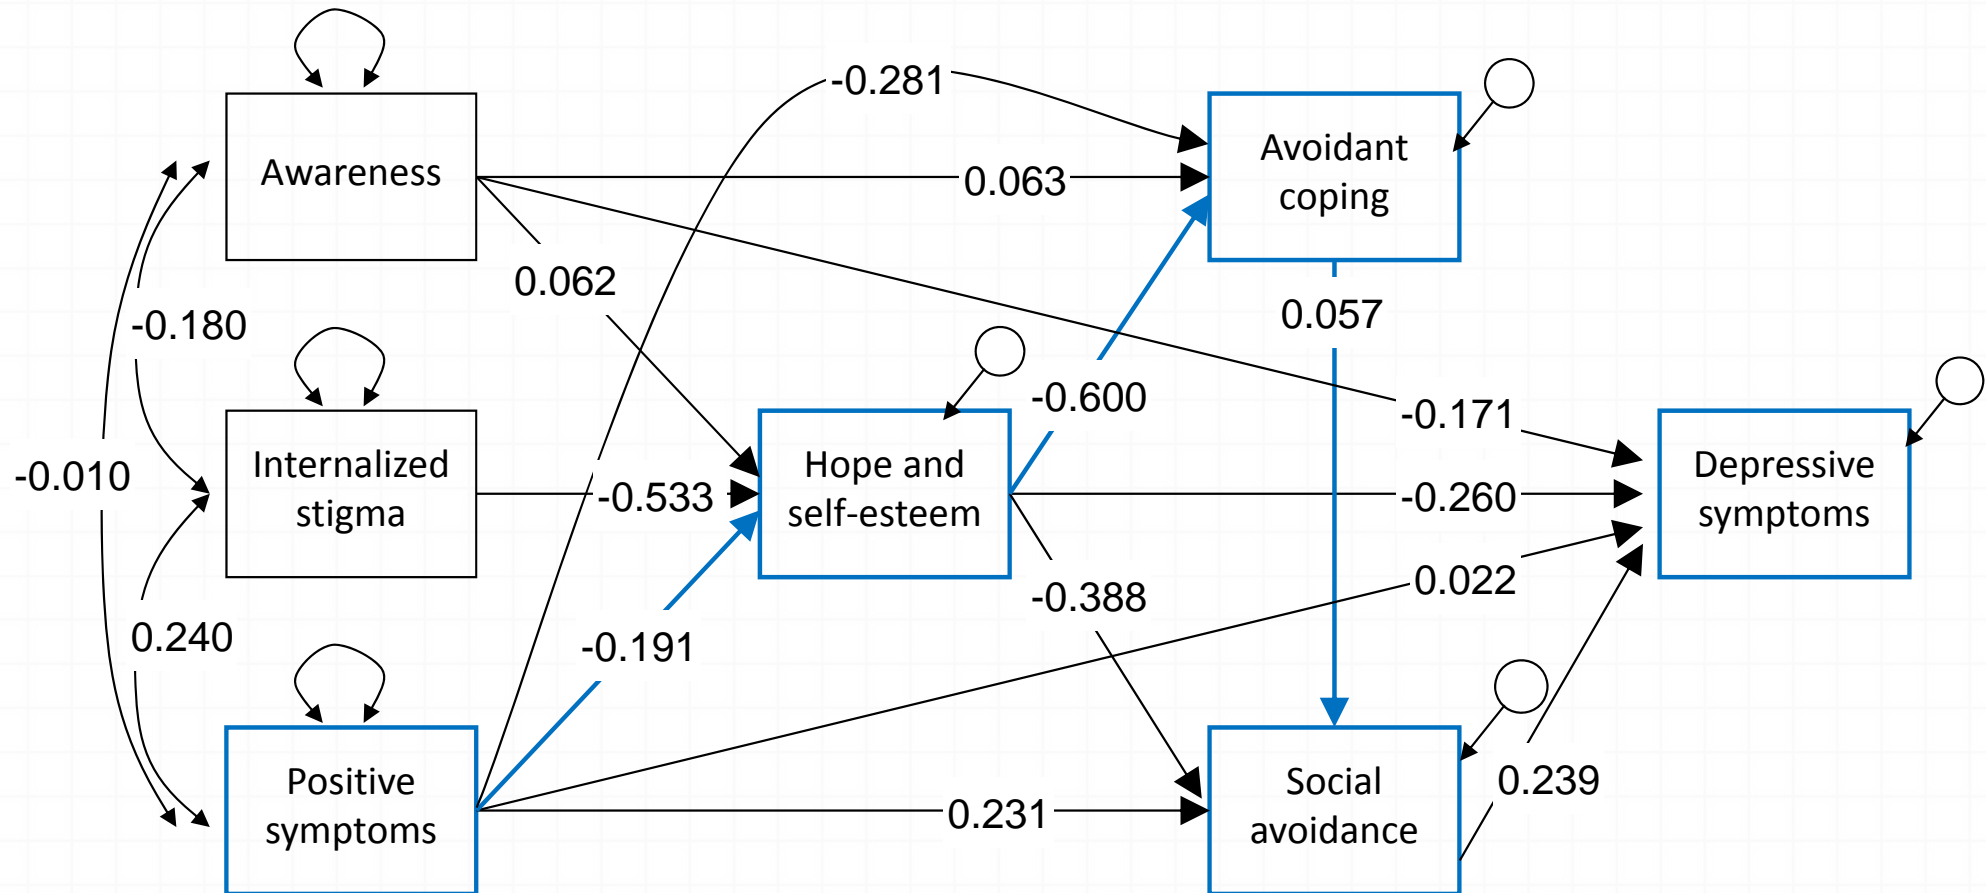 -0.281
Awareness
Avoidant
coping
0.063
0.062
-0.180
0.057
-0.600
-0.171
-0.010
Internalized
stigma
-0.533
Hope and
self-esteem
-0.260
Depressive
symptoms
0.022
-0.388
0.240
-0.191
Positive
symptoms
0.231
Social
avoidance
0.239